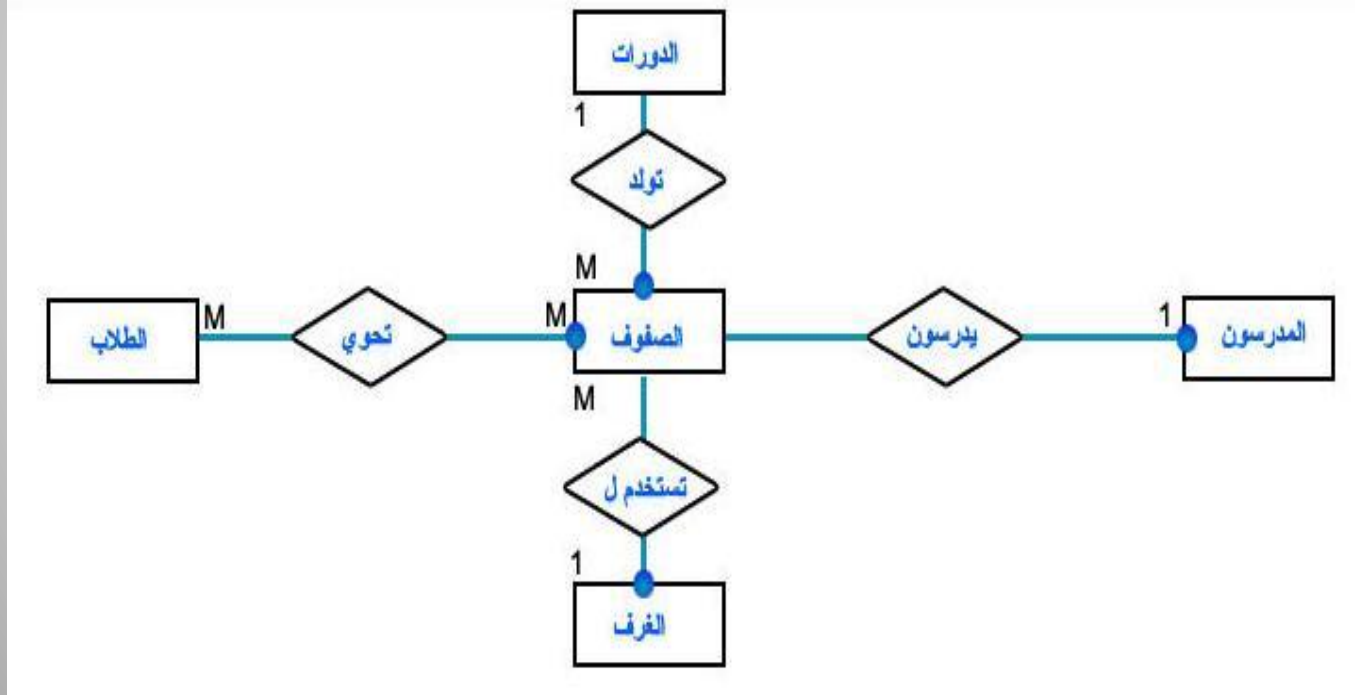 الدورات
1
تولد
M
المدرسون
1
يدرسون
الصفوف
M
تحوي
M
الطلاب
M
تستخدم ل
1
الغرف